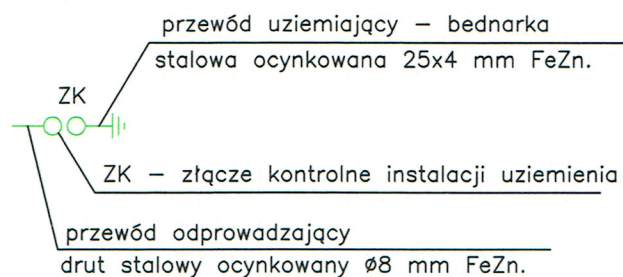 przewód uziemiający – bednarka
stalowa ocynkowana 25x4 mm FeZn.
ZK
ZK – złącze kontrolne instalacji uziemienia
przewód odprowadzający
drut stalowy ocynkowany Ø8 mm FeZn.